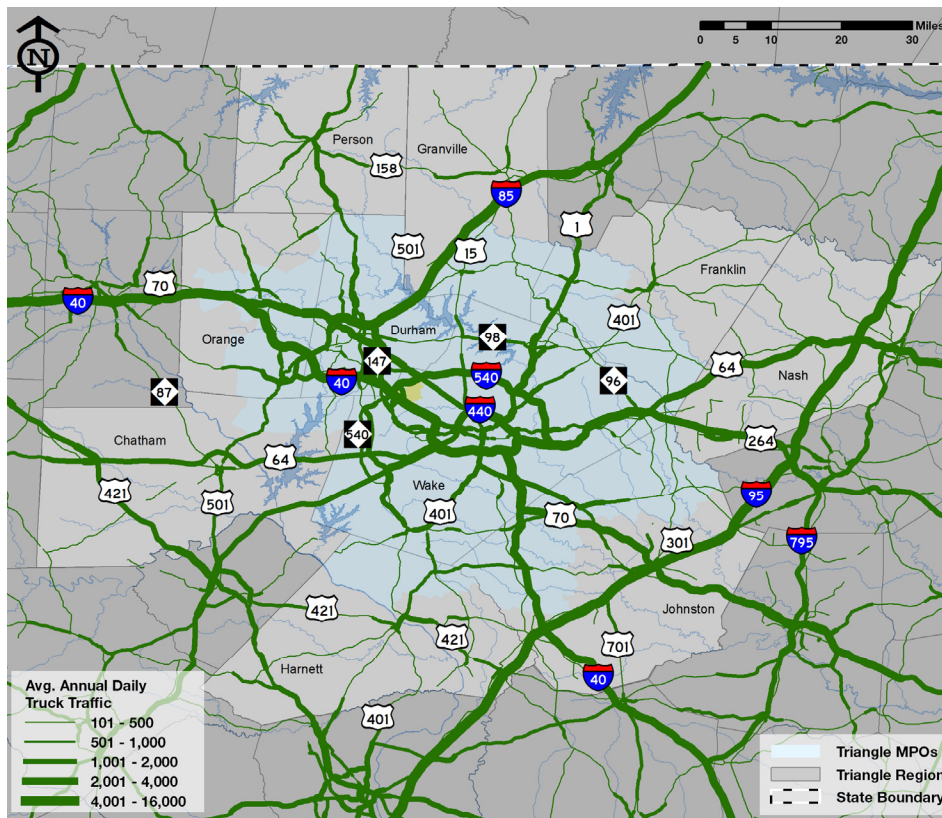 Miles
0 5 10 20 30
N
Person
Granville
158
85
1
501
15
Franklin
70
40
401
Orange
Durham
98
147
64
540
40
Nash
96
87
440
540
264
Chatham
64
Wake
421
501
401
95
70
795
301
421
Johnston
421
701
Harnett
40
401
Avg. Annual Daily
Truck Traffic
101 - 500
501 - 1,000
1,001 - 2,000
2,001 - 4,000
4,001 - 16,000
Triangle MPOs
Triangle Region
State Boundary